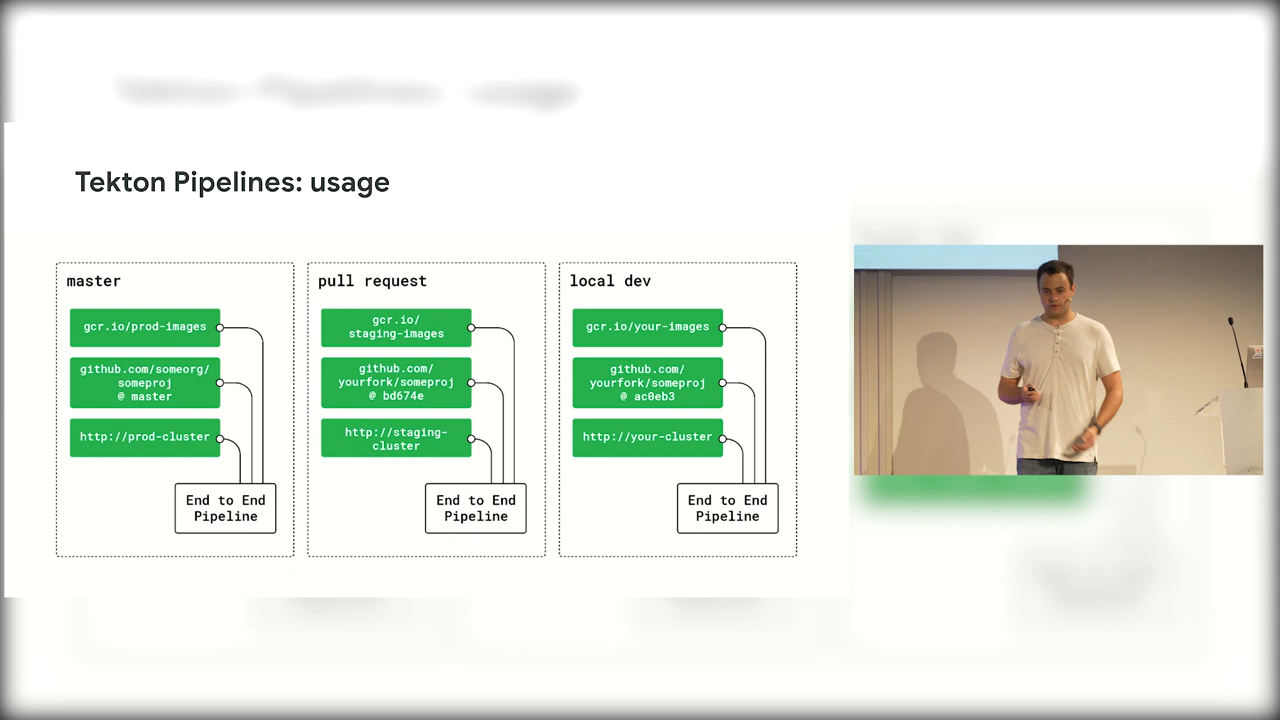 Tekton Pipelines: usage
master
gcr.io/prod-images
github.com/someorg/
someproj
@ master
http://prod-cluster
End to End
Pipeline
pull request
gcr.io/
staging-images
github.com/
yourfork/someproj
@ bd674e
http://staging-
cluster
End to End
Pipeline
local dev
gcr.io/your-images
github.com/
yourfork/someproj
@ ac0eb3
http://your-cluster
End to End
Pipeline